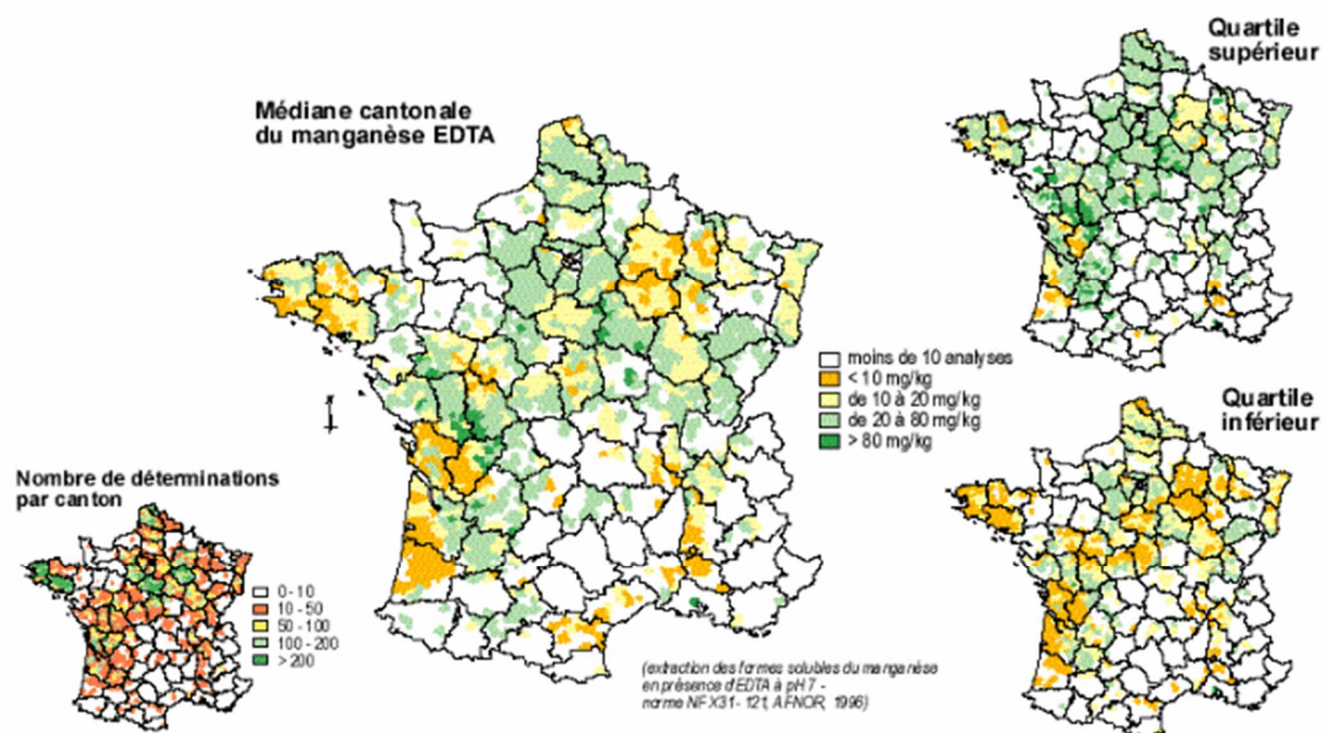 Médiane cantonale
du manganèse EDTA
Quartile
supérieur
moins de 10 analyses
< 10 mg/kg
de 10 à 20 mg/kg
de 20 à 80 mg/kg
> 80 mg/kg
Quartile
inférieur
Nombre de déterminations
par canton
0 - 10
10 - 50
50 - 100
100 - 200
> 200
(extraction des formes solubles du manganèse
en présence d'EDTA à pH 7 -
norme NF X31- 121, AFNOR, 1996)